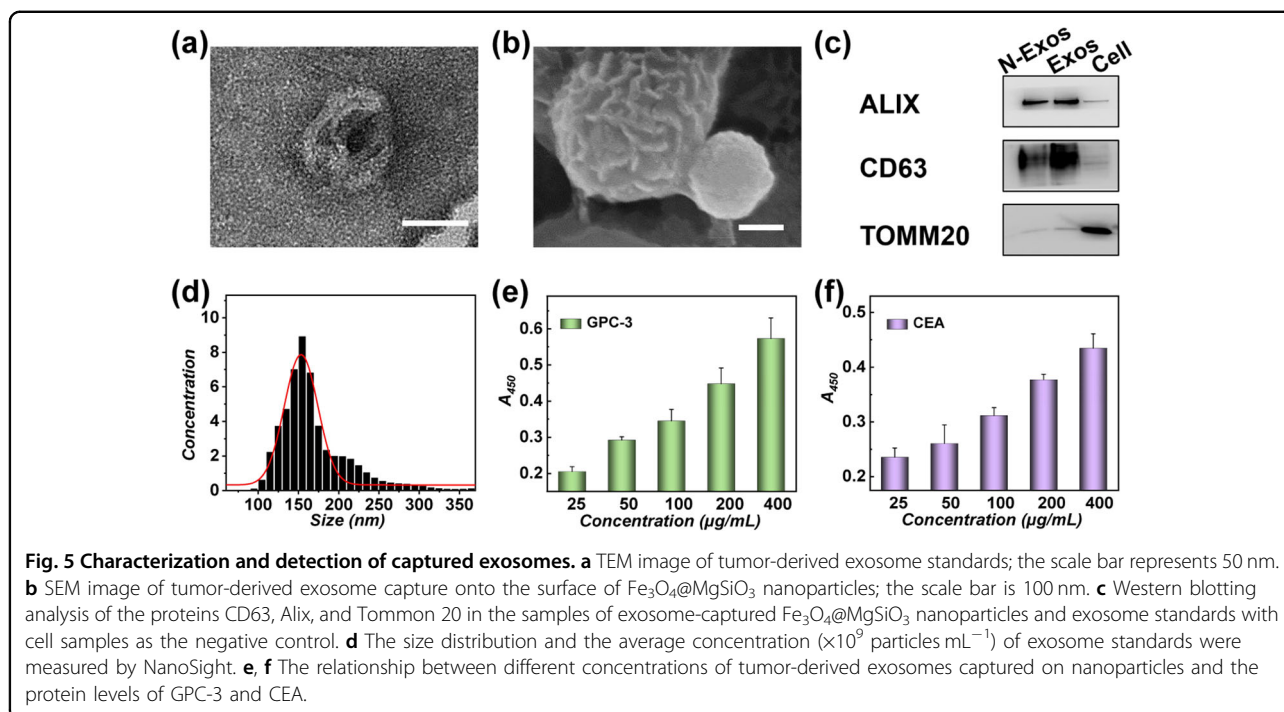 (a)
(b)
(c)
N-Exos Exos Cell
ALIX
CD63
TOMM20
(d)
10
8
6
4
2
0
Concentration
100 150 200 250 300 350
Size (nm)
(e)
GPC-3
0.6
0.5
0.4
0.3
0.2
A450
25 50 100 200 400
Concentration (µg/mL)
(f)
CEA
0.5
0.4
0.3
0.2
A450
25 50 100 200 400
Concentration (µg/mL)
Fig. 5 Characterization and detection of captured exosomes. a TEM image of tumor-derived exosome standards; the scale bar represents 50 nm.
b SEM image of tumor-derived exosome capture onto the surface of Fe₃O₄@MgSiO₃ nanoparticles; the scale bar is 100 nm. c Western blotting
analysis of the proteins CD63, Alix, and Tommon 20 in the samples of exosome-captured Fe₃O₄@MgSiO₃ nanoparticles and exosome standards with
cell samples as the negative control. d The size distribution and the average concentration (×10⁹ particles mL⁻¹) of exosome standards were
measured by NanoSight. e, f The relationship between different concentrations of tumor-derived exosomes captured on nanoparticles and the
protein levels of GPC-3 and CEA.